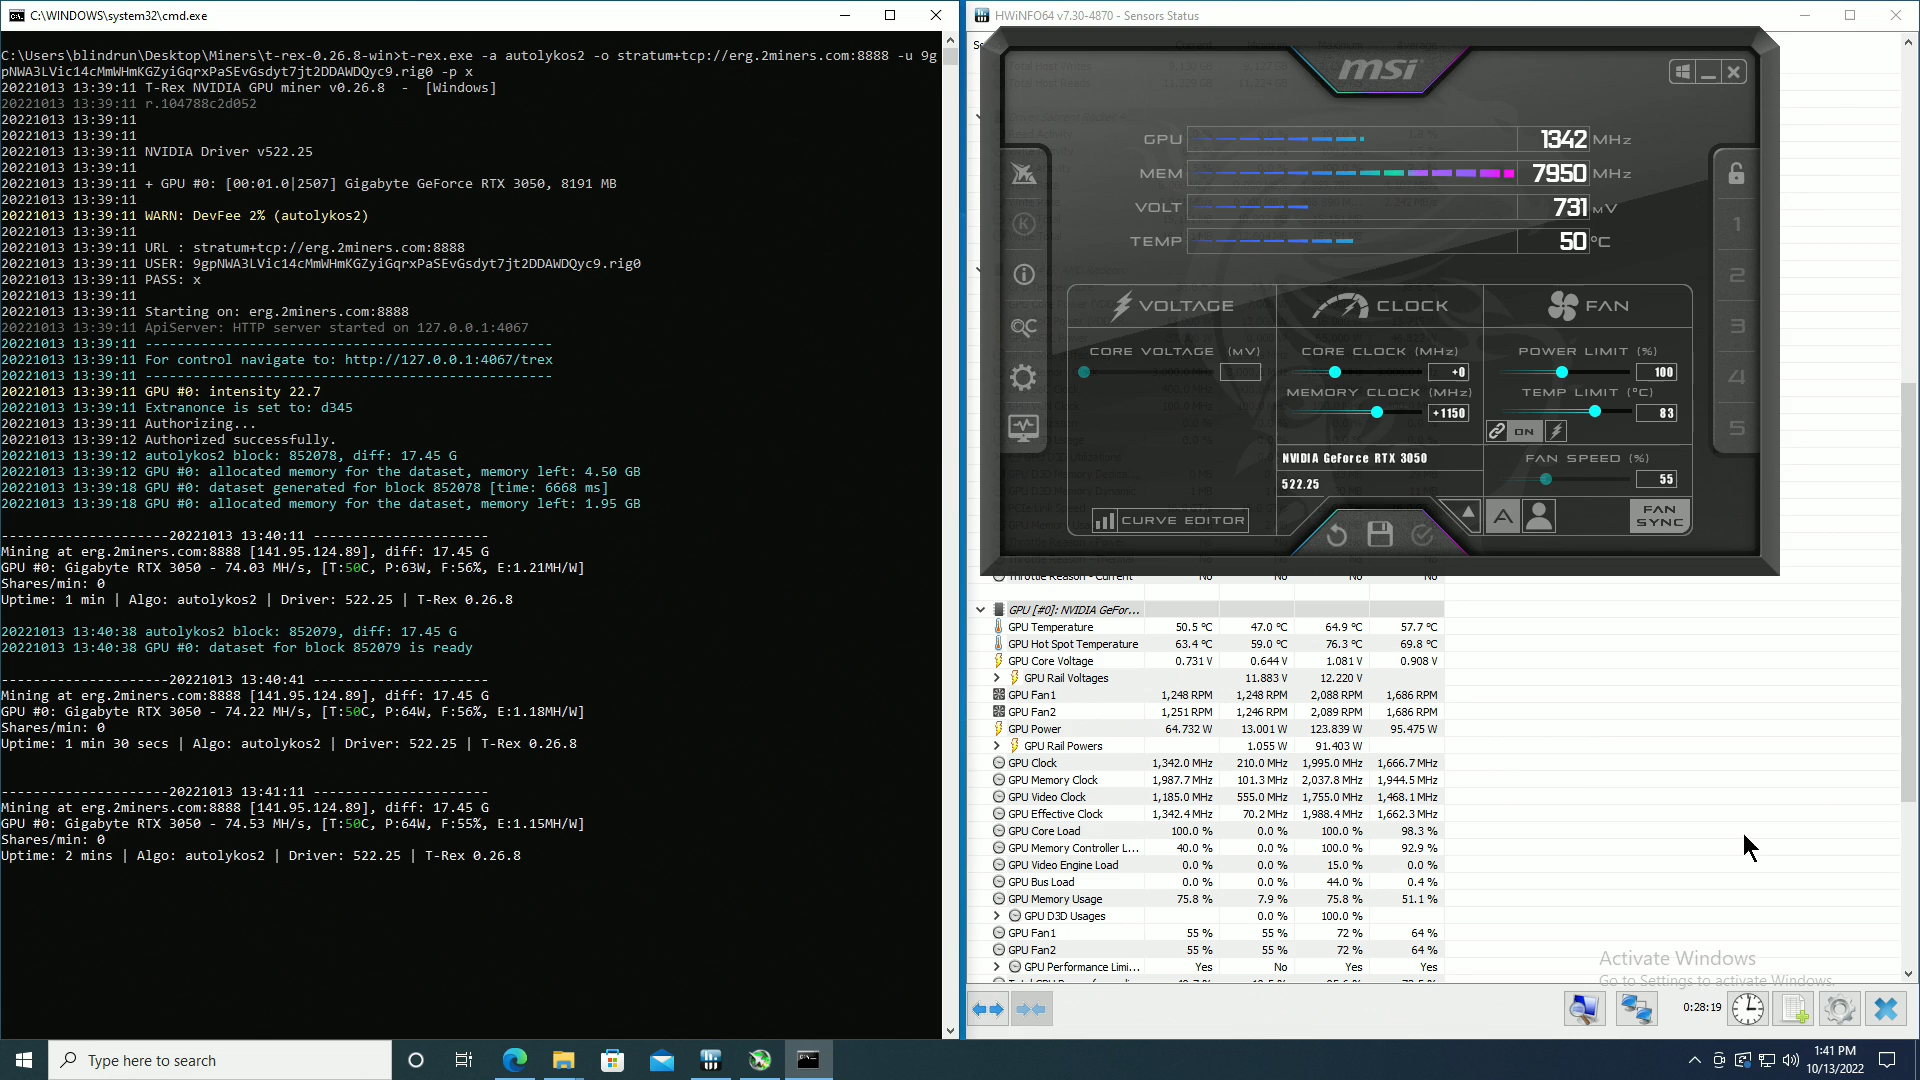 C:\WINDOWS\system32\cmd.exe
C:\Users\blindrun\Desktop\Miners\t-rex-0.26.8-win>t-rex.exe -a autolykos2 -o stratum+tcp://erg.2miners.com:8888 -u 9g
pNWA3LVic14cMmWHmKGZyiGqrxPaSEvGsdyt7jt2DDAWDQyc9.rig0 -p x
20221013 13:39:11 T-Rex NVIDIA GPU miner v0.26.8  -  [Windows]
20221013 13:39:11 r.104788c2d052
20221013 13:39:11
20221013 13:39:11
20221013 13:39:11 NVIDIA Driver v522.25
20221013 13:39:11
20221013 13:39:11 + GPU #0: [00:01.0|2507] Gigabyte GeForce RTX 3050, 8191 MB
20221013 13:39:11
20221013 13:39:11 WARN: DevFee 2% (autolykos2)
20221013 13:39:11
20221013 13:39:11 URL : stratum+tcp://erg.2miners.com:8888
20221013 13:39:11 USER: 9gpNWA3LVic14cMmWHmKGZyiGqrxPaSEvGsdyt7jt2DDAWDQyc9.rig0
20221013 13:39:11 PASS: x
20221013 13:39:11
20221013 13:39:11 Starting on: erg.2miners.com:8888
20221013 13:39:11 ApiServer: HTTP server started on 127.0.0.1:4067
20221013 13:39:11 ---------------------------------------------------
20221013 13:39:11 For control navigate to: http://127.0.0.1:4067/trex
20221013 13:39:11 ---------------------------------------------------
20221013 13:39:11 GPU #0: intensity 22.7
20221013 13:39:11 Extranonce is set to: d345
20221013 13:39:11 Authorizing...
20221013 13:39:12 Authorized successfully.
20221013 13:39:12 autolykos2 block: 852078, diff: 17.45 G
20221013 13:39:12 GPU #0: allocated memory for the dataset, memory left: 4.50 GB
20221013 13:39:18 GPU #0: dataset generated for block 852078 [time: 6668 ms]
20221013 13:39:18 GPU #0: allocated memory for the dataset, memory left: 1.95 GB
---------------------20221013 13:40:11 ----------------------
Mining at erg.2miners.com:8888 [141.95.124.89], diff: 17.45 G
GPU #0: Gigabyte RTX 3050 - 74.03 MH/s, [T:50C, P:63W, F:56%, E:1.21MH/W]
Shares/min: 0
Uptime: 1 min | Algo: autolykos2 | Driver: 522.25 | T-Rex 0.26.8
20221013 13:40:38 autolykos2 block: 852079, diff: 17.45 G
20221013 13:40:38 GPU #0: dataset for block 852079 is ready
---------------------20221013 13:40:41 ----------------------
Mining at erg.2miners.com:8888 [141.95.124.89], diff: 17.45 G
GPU #0: Gigabyte RTX 3050 - 74.22 MH/s, [T:50C, P:64W, F:56%, E:1.18MH/W]
Shares/min: 0
Uptime: 1 min 30 secs | Algo: autolykos2 | Driver: 522.25 | T-Rex 0.26.8
---------------------20221013 13:41:11 ----------------------
Mining at erg.2miners.com:8888 [141.95.124.89], diff: 17.45 G
GPU #0: Gigabyte RTX 3050 - 74.53 MH/s, [T:50C, P:64W, F:55%, E:1.15MH/W]
Shares/min: 0
Uptime: 2 mins | Algo: autolykos2 | Driver: 522.25 | T-Rex 0.26.8
HWiNFO64 v7.30-4870 - Sensors Status
msi
GPU 1342 MHz
MEM 7950 MHz
VOLT 731 MV
TEMP 50 °C
VOLTAGE CLOCK FAN
CORE VOLTAGE (MV) CORE CLOCK (MHz) POWER LIMIT (%)
+0 100
MEMORY CLOCK (MHz) TEMP LIMIT (°C)
+1150 83
ON
NVIDIA GeForce RTX 3050 FAN SPEED (%)
522.25 55
CURVE EDITOR A FAN SYNC
K
1
2
3
4
5
Throttle Reason - Current No No No No
GPU [#0]: NVIDIA GeFor...
GPU Temperature 50.5 °C 47.0 °C 64.9 °C 57.7 °C
GPU Hot Spot Temperature 63.4 °C 59.0 °C 76.3 °C 69.8 °C
GPU Core Voltage 0.731 V 0.644 V 1.081 V 0.908 V
GPU Rail Voltages 11.883 V 12.220 V
GPU Fan1 1,248 RPM 1,248 RPM 2,088 RPM 1,686 RPM
GPU Fan2 1,251 RPM 1,246 RPM 2,089 RPM 1,686 RPM
GPU Power 64.732 W 13.001 W 123.839 W 95.475 W
GPU Rail Powers 1.055 W 91.403 W
GPU Clock 1,342.0 MHz 210.0 MHz 1,995.0 MHz 1,666.7 MHz
GPU Memory Clock 1,987.7 MHz 101.3 MHz 2,037.8 MHz 1,944.5 MHz
GPU Video Clock 1,185.0 MHz 555.0 MHz 1,755.0 MHz 1,468.1 MHz
GPU Effective Clock 1,342.4 MHz 70.2 MHz 1,988.4 MHz 1,662.3 MHz
GPU Core Load 100.0 % 0.0 % 100.0 % 98.3 %
GPU Memory Controller L... 40.0 % 0.0 % 100.0 % 92.9 %
GPU Video Engine Load 0.0 % 0.0 % 15.0 % 0.0 %
GPU Bus Load 0.0 % 0.0 % 44.0 % 0.4 %
GPU Memory Usage 75.8 % 7.9 % 75.8 % 51.1 %
GPU D3D Usages 0.0 % 100.0 %
GPU Fan1 55 % 55 % 72 % 64 %
GPU Fan2 55 % 55 % 72 % 64 %
GPU Performance Limi... Yes No Yes Yes
Activate Windows
Go to Settings to activate Windows.
0:28:19
Type here to search
1:41 PM
10/13/2022